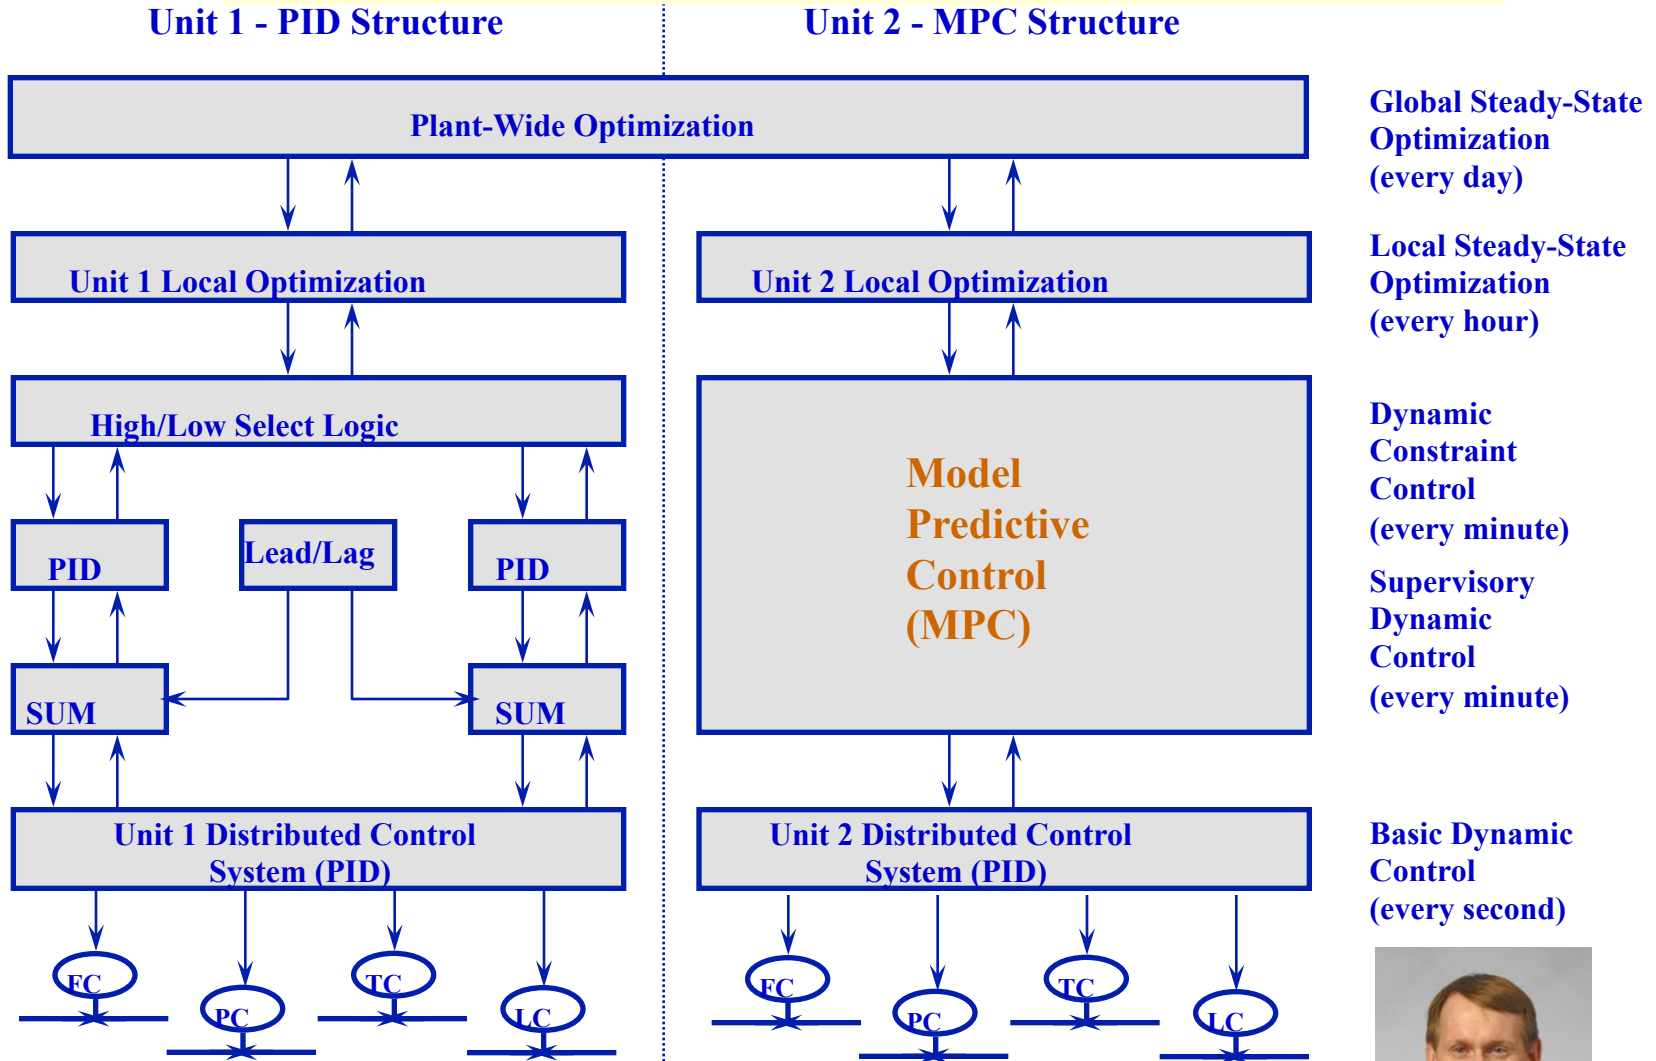 Unit 1 - PID Structure
Unit 2 - MPC Structure
Plant-Wide Optimization
Global Steady-State
Optimization
(every day)
Unit 1 Local Optimization
Unit 2 Local Optimization
Local Steady-State
Optimization
(every hour)
High/Low Select Logic
PID
Lead/Lag
PID
SUM
SUM
Model
Predictive
Control
(MPC)
Dynamic
Constraint
Control
(every minute)
Supervisory
Dynamic
Control
(every minute)
Unit 1 Distributed Control
System (PID)
Unit 2 Distributed Control
System (PID)
Basic Dynamic
Control
(every second)
FC
PC
TC
LC
FC
PC
TC
LC